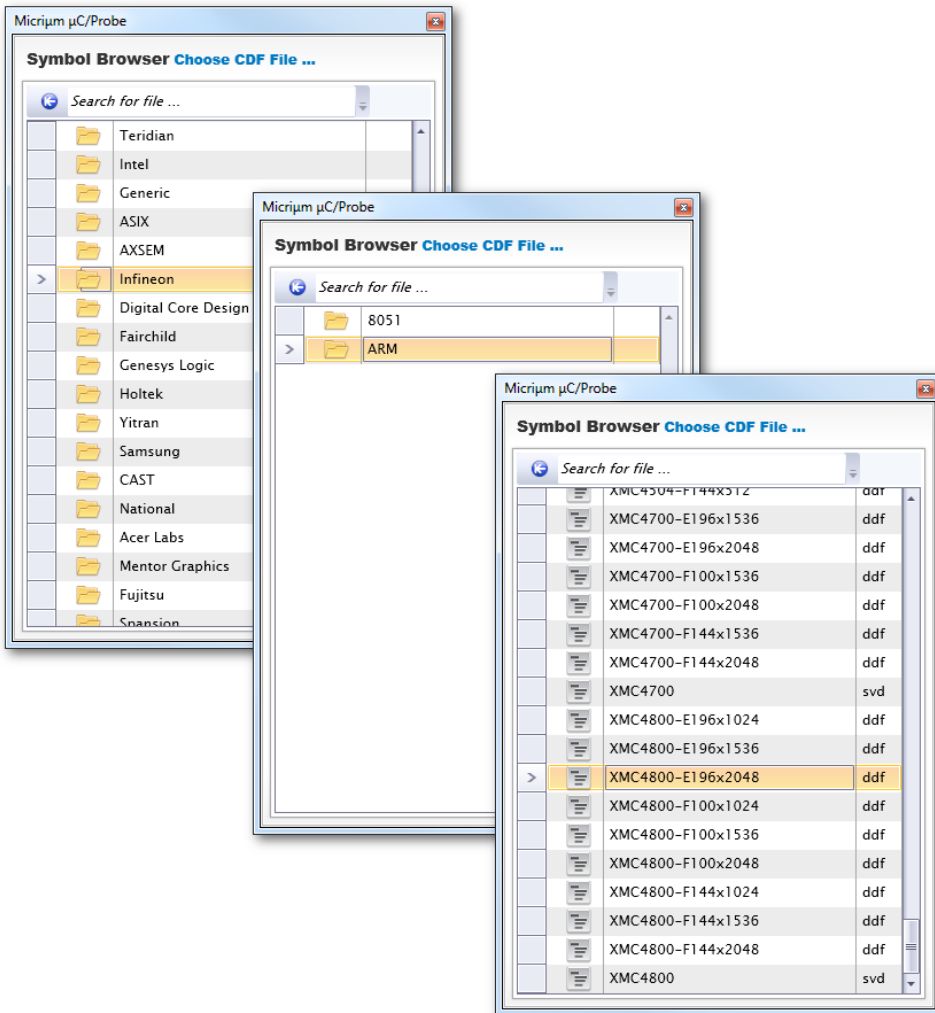 Micriµm µC/Probe
Symbol Browser Choose CDF File ...
Search for file ...
Teridian
Intel
Generic
ASIX
AXSEM
Infineon
Digital Core Design
Fairchild
Genesys Logic
Holtek
Yitran
Samsung
CAST
National
Acer Labs
Mentor Graphics
Fujitsu
Spansion
Micriµm µC/Probe
Symbol Browser Choose CDF File ...
Search for file ...
8051
ARM
Micriµm µC/Probe
Symbol Browser Choose CDF File ...
Search for file ...
XMC4504-F144x512 ddf
XMC4700-E196x1536 ddf
XMC4700-E196x2048 ddf
XMC4700-F100x1536 ddf
XMC4700-F100x2048 ddf
XMC4700-F144x1536 ddf
XMC4700-F144x2048 ddf
XMC4700 svd
XMC4800-E196x1024 ddf
XMC4800-E196x1536 ddf
XMC4800-E196x2048 ddf
XMC4800-F100x1024 ddf
XMC4800-F100x1536 ddf
XMC4800-F100x2048 ddf
XMC4800-F144x1024 ddf
XMC4800-F144x1536 ddf
XMC4800-F144x2048 ddf
XMC4800 svd